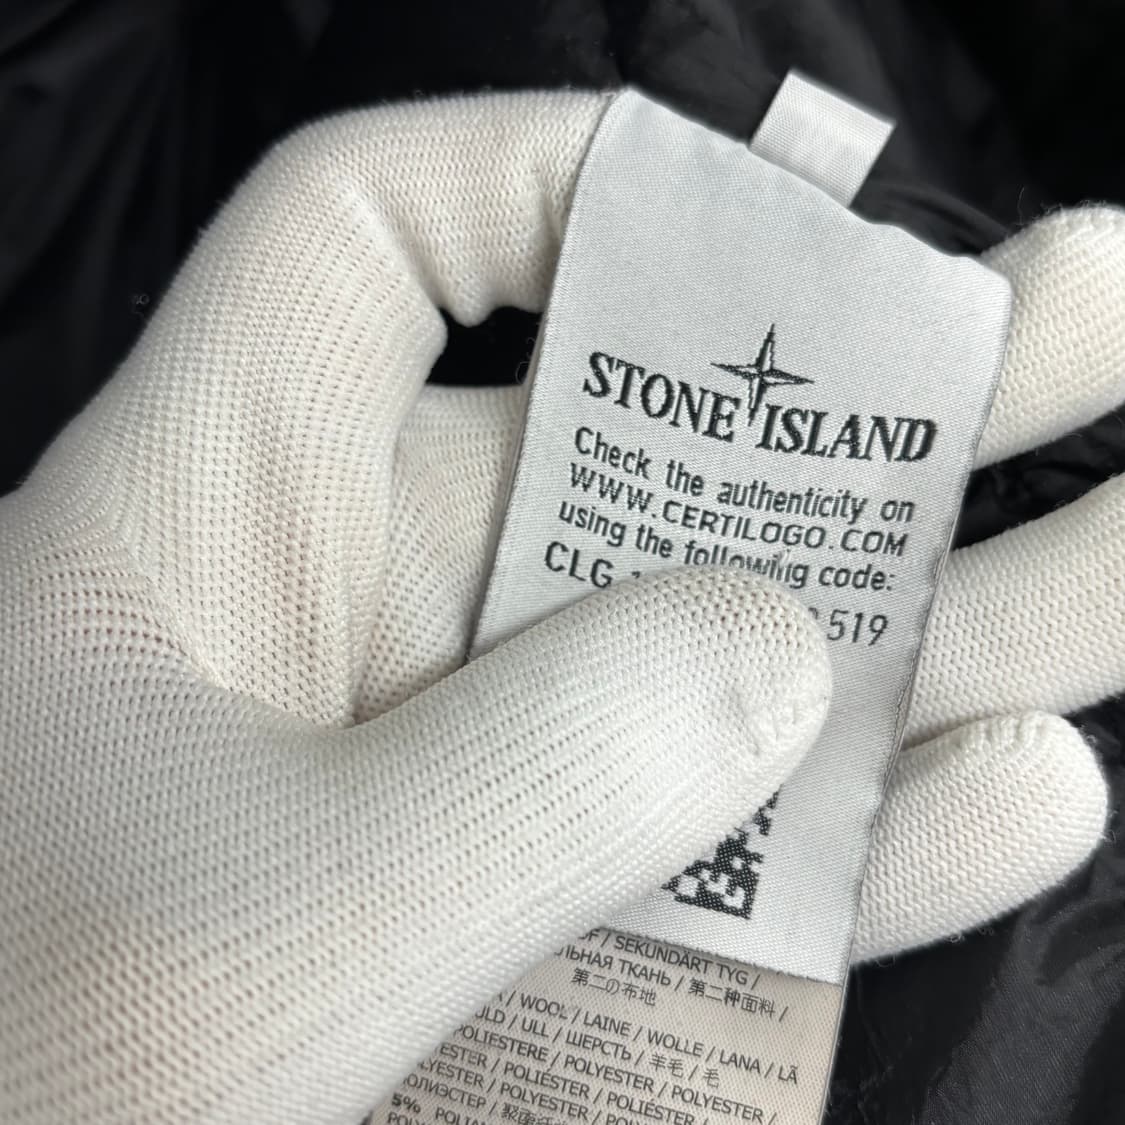 STONE ISLAND
Check the authenticity on
WWW.CERTILOGO.COM
using the following code:
CLG
519
/ SEKUNDÄRT TYG /
ТКАНЬ / 第二种面料 /
第二の布地
/ WOOL / LAINE / WOLLE / LANA / LÃ
/ ULL / ШЕРСТЬ / 羊毛 / 毛
/ POLYESTER / POLYESTER /
/ POLIÉSTER / POLIÉSTER /
/ POLYESTER /
5%